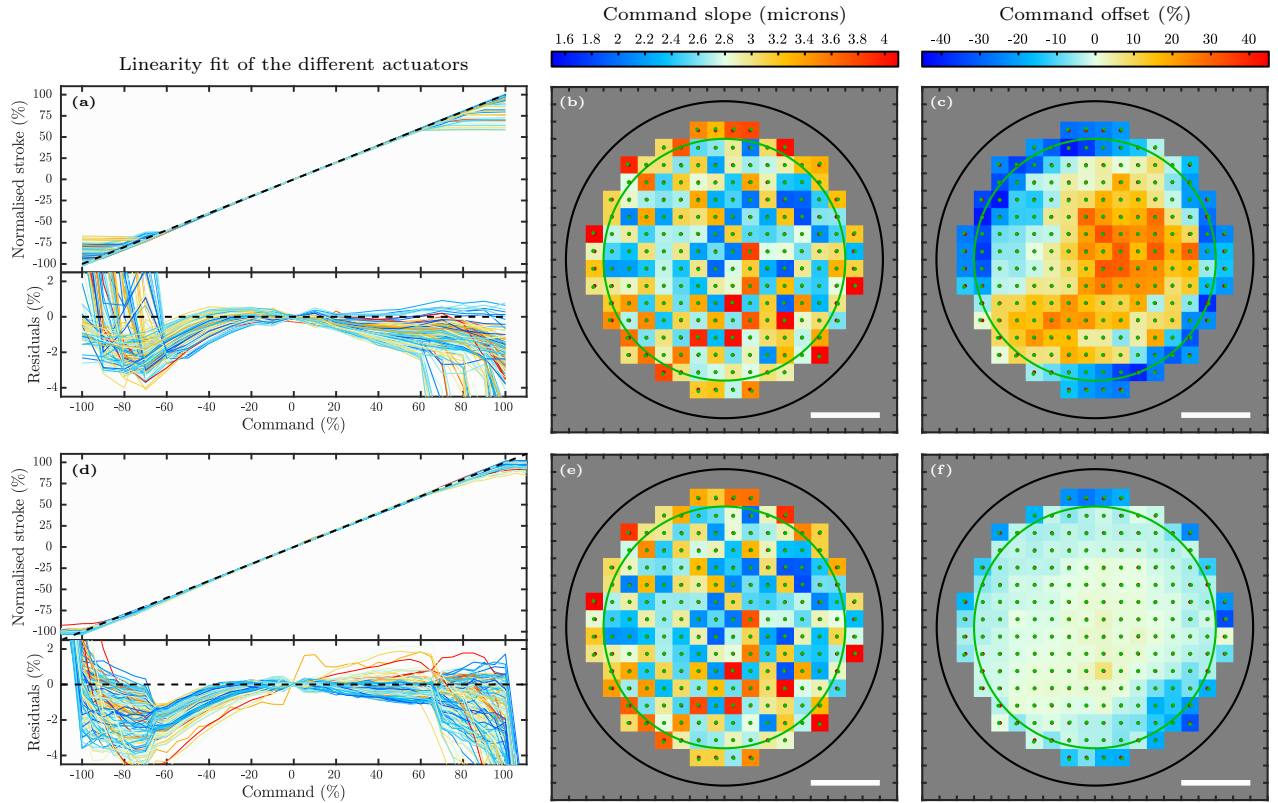 Command slope (microns)
Command offset (%)
1.6 1.8 2 2.2 2.4 2.6 2.8 3 3.2 3.4 3.6 3.8 4
-40 -30 -20 -10 0 10 20 30 40
Linearity fit of the different actuators
(a)
(b)
(c)
Normalised stroke (%)
100
75
50
25
0
-25
-50
-75
-100
Residuals (%)
2
0
-2
-4
-100 -80 -60 -40 -20 0 20 40 60 80 100
Command (%)
(d)
(e)
(f)
Normalised stroke (%)
100
75
50
25
0
-25
-50
-75
-100
Residuals (%)
2
0
-2
-4
-100 -80 -60 -40 -20 0 20 40 60 80 100
Command (%)